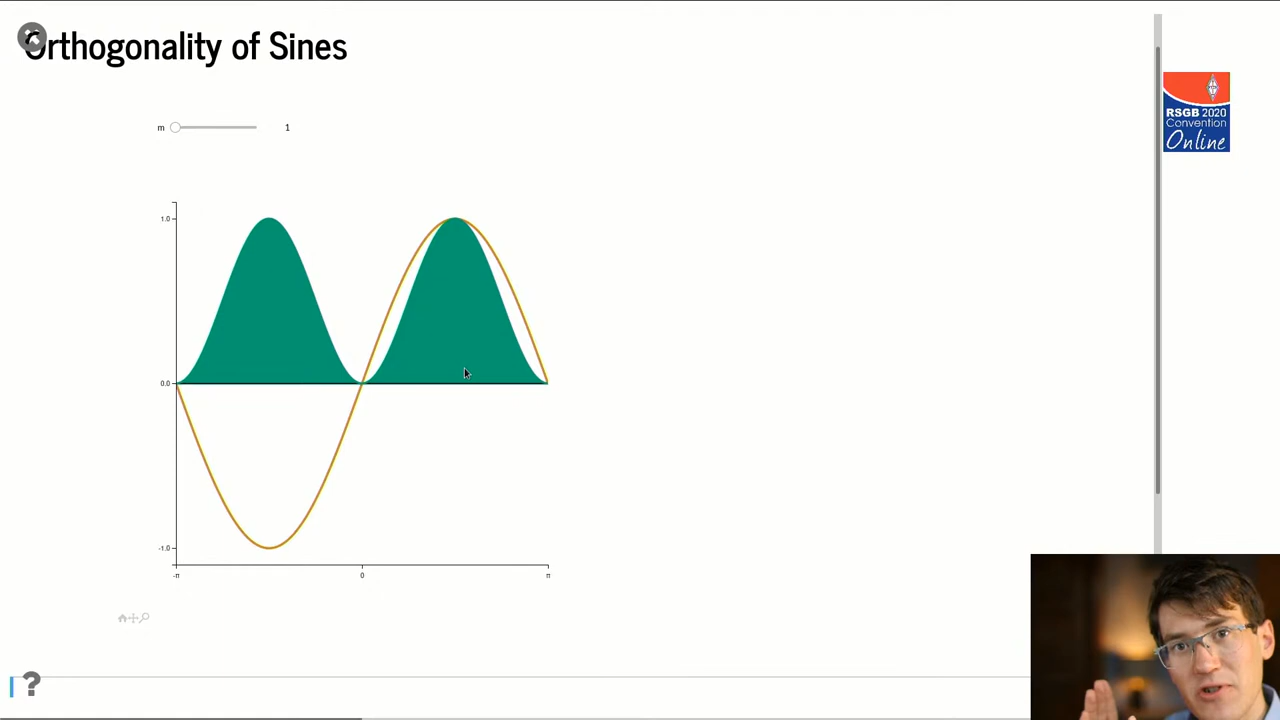 Orthogonality of Sines
m
1
RSGB 2020
Convention
Online
1.0
0.0
-1.0
-π
0
π
?